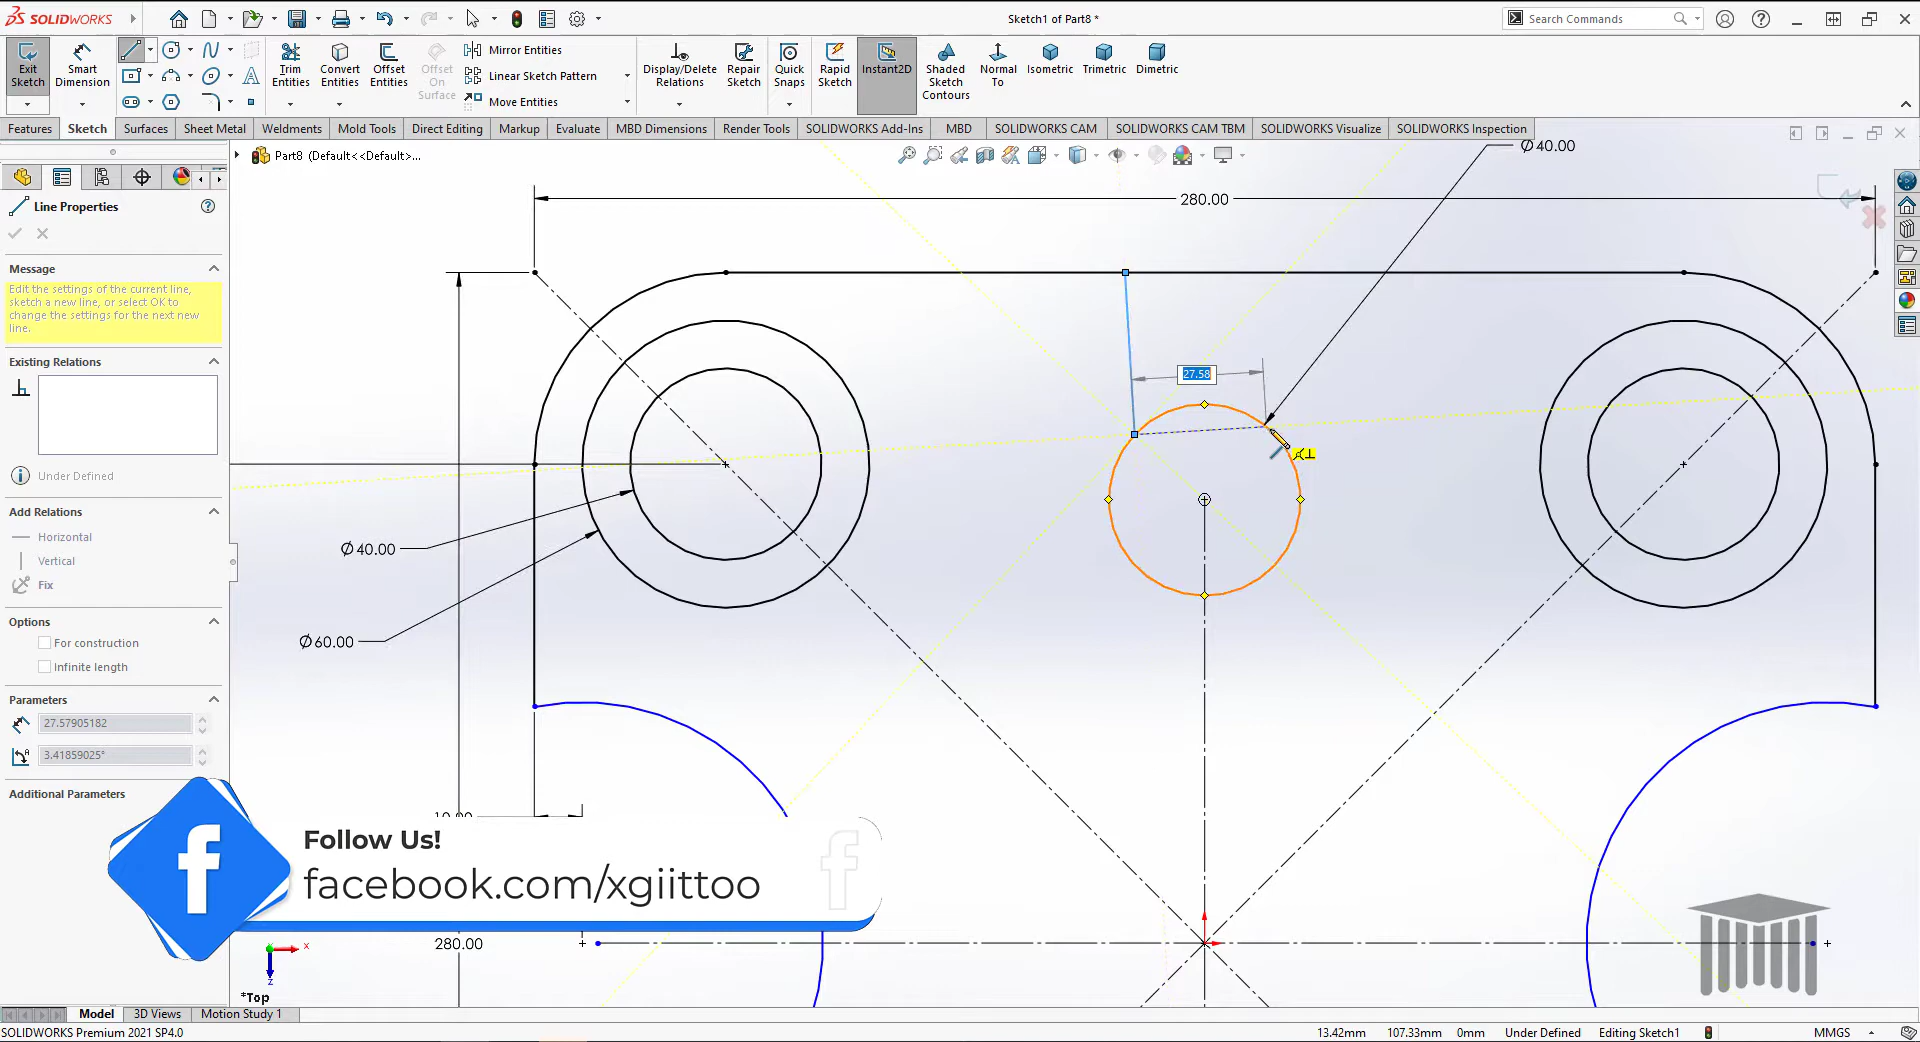 SOLIDWORKS
Sketch1 of Part8 *
Search Commands
Exit Sketch
Smart Dimension
Trim Entities
Convert Entities
Offset Entities
Offset On Surface
Mirror Entities
Linear Sketch Pattern
Move Entities
Display/Delete Relations
Repair Sketch
Quick Snaps
Rapid Sketch
Instant2D
Shaded Sketch Contours
Normal To
Isometric
Trimetric
Dimetric
Features
Sketch
Surfaces
Sheet Metal
Weldments
Mold Tools
Direct Editing
Markup
Evaluate
MBD Dimensions
Render Tools
SOLIDWORKS Add-Ins
MBD
SOLIDWORKS CAM
SOLIDWORKS CAM TBM
SOLIDWORKS Visualize
SOLIDWORKS Inspection
Part8 (Default<<Default>...
Line Properties
Message
Edit the settings of the current line,
sketch a new line, or select OK to
change the settings for the next new
line.
Existing Relations
Under Defined
Add Relations
Horizontal
Vertical
Fix
Options
For construction
Infinite length
Parameters
27.57905182
3.41859025°
Additional Parameters
Ø40.00
280.00
27.58
Ø40.00
Ø60.00
280.00
Follow Us!
facebook.com/xgiittoo
*Top
Model
3D Views
Motion Study 1
SOLIDWORKS Premium 2021 SP4.0
13.42mm
107.33mm
0mm
Under Defined
Editing Sketch1
MMGS